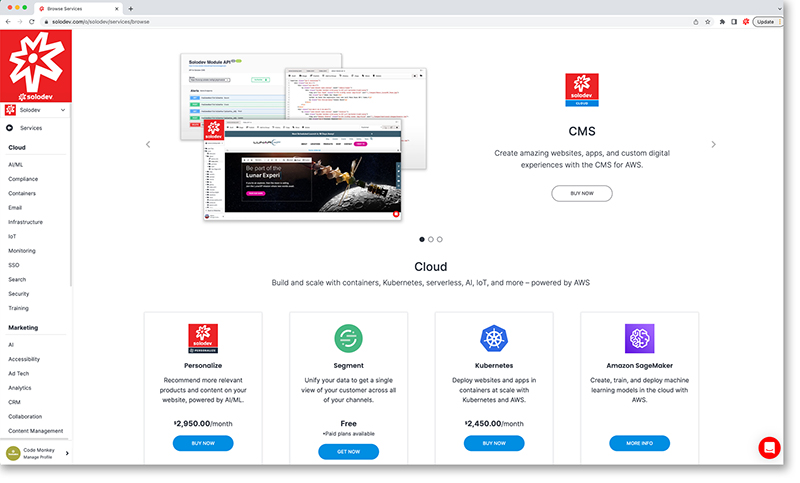 Browse Services
solodev.com/o/solodev/services/browse
Update
solodev
Solodev
Services
Cloud
AI/ML
Compliance
Containers
Email
Infrastructure
IoT
Monitoring
SSO
Search
Security
Training
Marketing
AI
Accessibility
Ad Tech
Analytics
CRM
Collaboration
Content Management
Code Monkey
Manage Profile
Solodev Module API
Alerts
Be part of the
Lunar Experi
CLOUD
CMS
Create amazing websites, apps, and custom digital
experiences with the CMS for AWS.
BUY NOW
Cloud
Build and scale with containers, Kubernetes, serverless, AI, IoT, and more – powered by AWS
PERSONALIZE
Personalize
Recommend more relevant
products and content on your
website, powered by AI/ML.
$2,950.00/month
BUY NOW
Segment
Unify your data to get a single
view of your customer across all
of your channels.
Free
*Paid plans available
GET NOW
Kubernetes
Deploy websites and apps in
containers at scale with
Kubernetes and AWS.
$2,450.00/month
BUY NOW
Amazon SageMaker
Create, train, and deploy machine
learning models in the cloud with
AWS.
MORE INFO